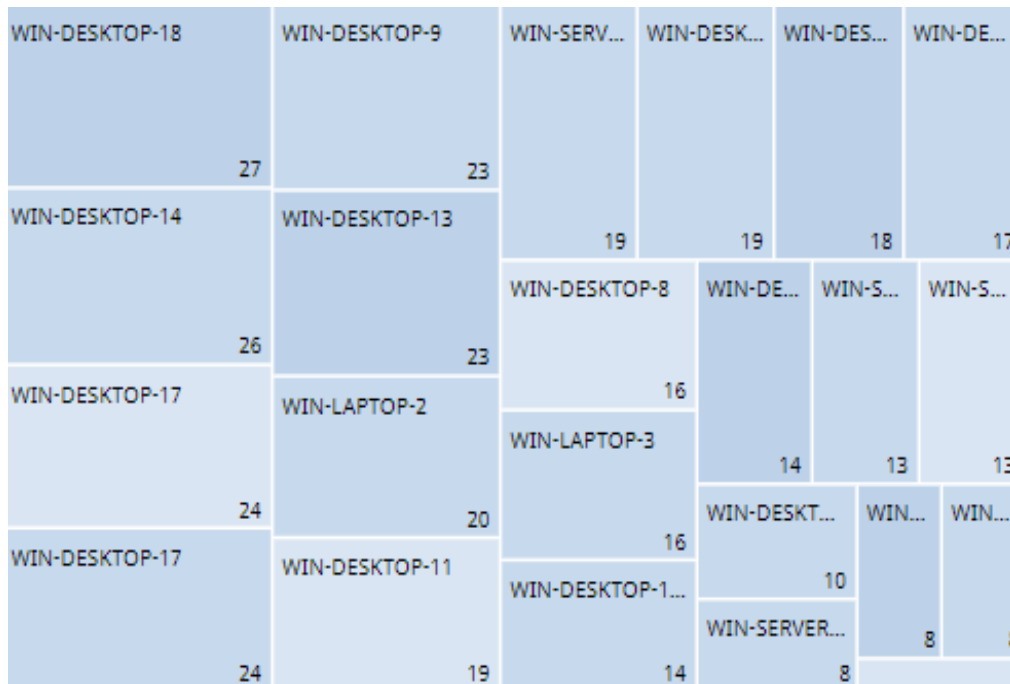 WIN-DESKTOP-18
27
WIN-DESKTOP-14
26
WIN-DESKTOP-17
24
WIN-DESKTOP-17
24
WIN-DESKTOP-9
23
WIN-DESKTOP-13
23
WIN-LAPTOP-2
20
WIN-DESKTOP-11
19
WIN-SERV...
19
WIN-DESK...
19
WIN-DES...
18
WIN-DE...
17
WIN-DESKTOP-8
16
WIN-LAPTOP-3
16
WIN-DESKTOP-1...
14
WIN-DE...
14
WIN-S...
13
WIN-S...
13
WIN-DESKT...
10
WIN-SERVER...
8
WIN...
8
WIN...